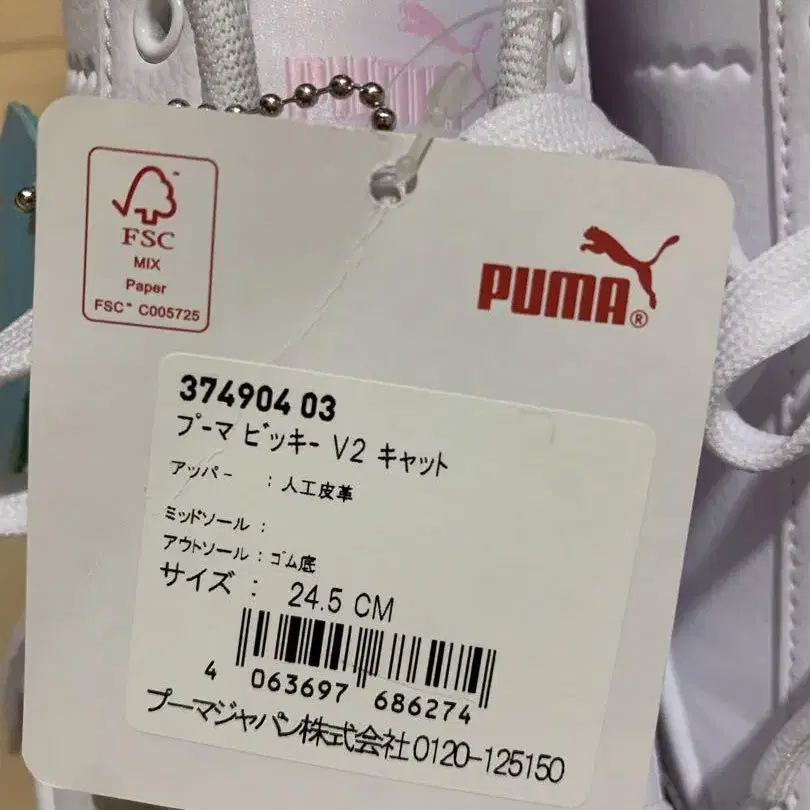 PUMA
FSC
MIX
Paper
FSC™ C005725
PUMA®
374904 03
プーマ ビッキー V2 キャット
アッパー : 人工皮革
ミッドソール :
アウトソール : ゴム底
サイズ : 24.5 CM
4 063697 686274
プーマジャパン株式会社 0120-125150